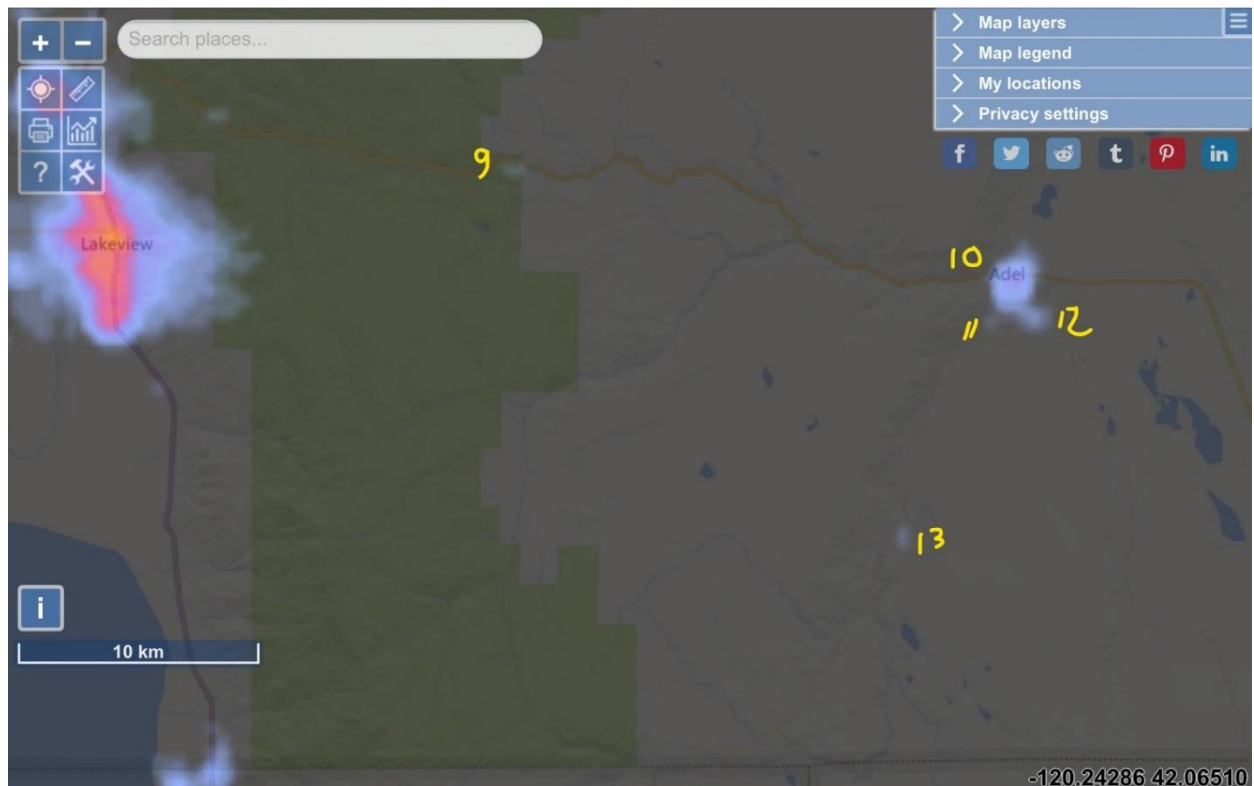 + −
Search places...
Map layers
Map legend
My locations
Privacy settings
?
f t p in
9
Lakeview
10
Adel
11
12
13
i
10 km
-120.24286 42.06510